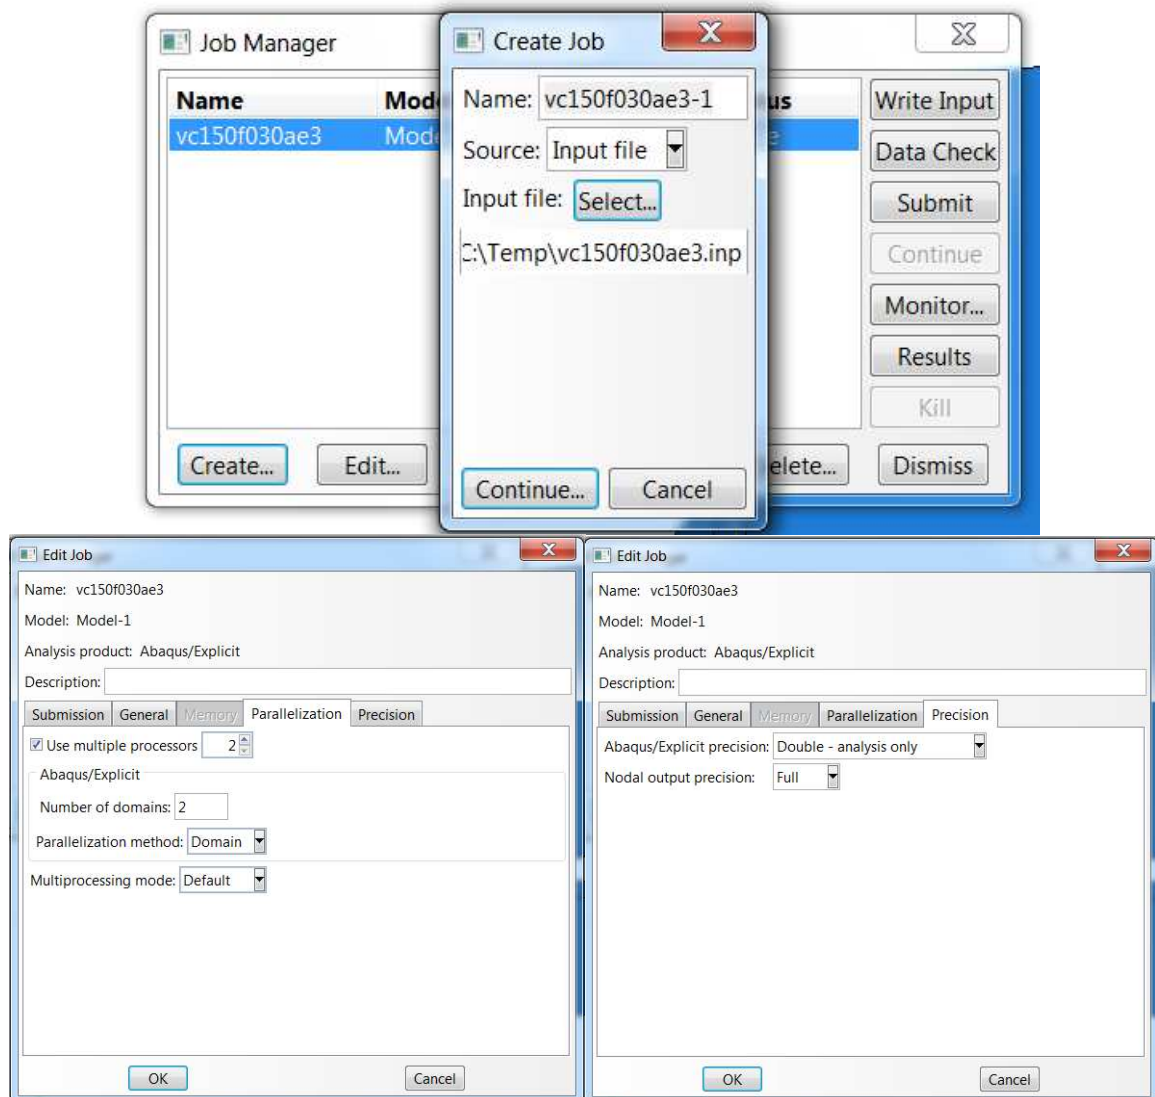 Job Manager
Create Job
Name
Name: vc150f030ae3-1
Write Input
vc150f030ae3
Source: Input file
Data Check
Input file: Select...
Submit
C:\Temp\vc150f030ae3.inp
Continue
Monitor...
Results
Kill
Create...
Edit...
Continue...
Cancel
Dismiss
Edit Job
Name: vc150f030ae3
Model: Model-1
Analysis product: Abaqus/Explicit
Description:
Submission General Memory Parallelization Precision
Use multiple processors 2
Abaqus/Explicit
Number of domains: 2
Parallelization method: Domain
Multiprocessing mode: Default
OK Cancel
Edit Job
Name: vc150f030ae3
Model: Model-1
Analysis product: Abaqus/Explicit
Description:
Submission General Memory Parallelization Precision
Abaqus/Explicit precision: Double - analysis only
Nodal output precision: Full
OK Cancel